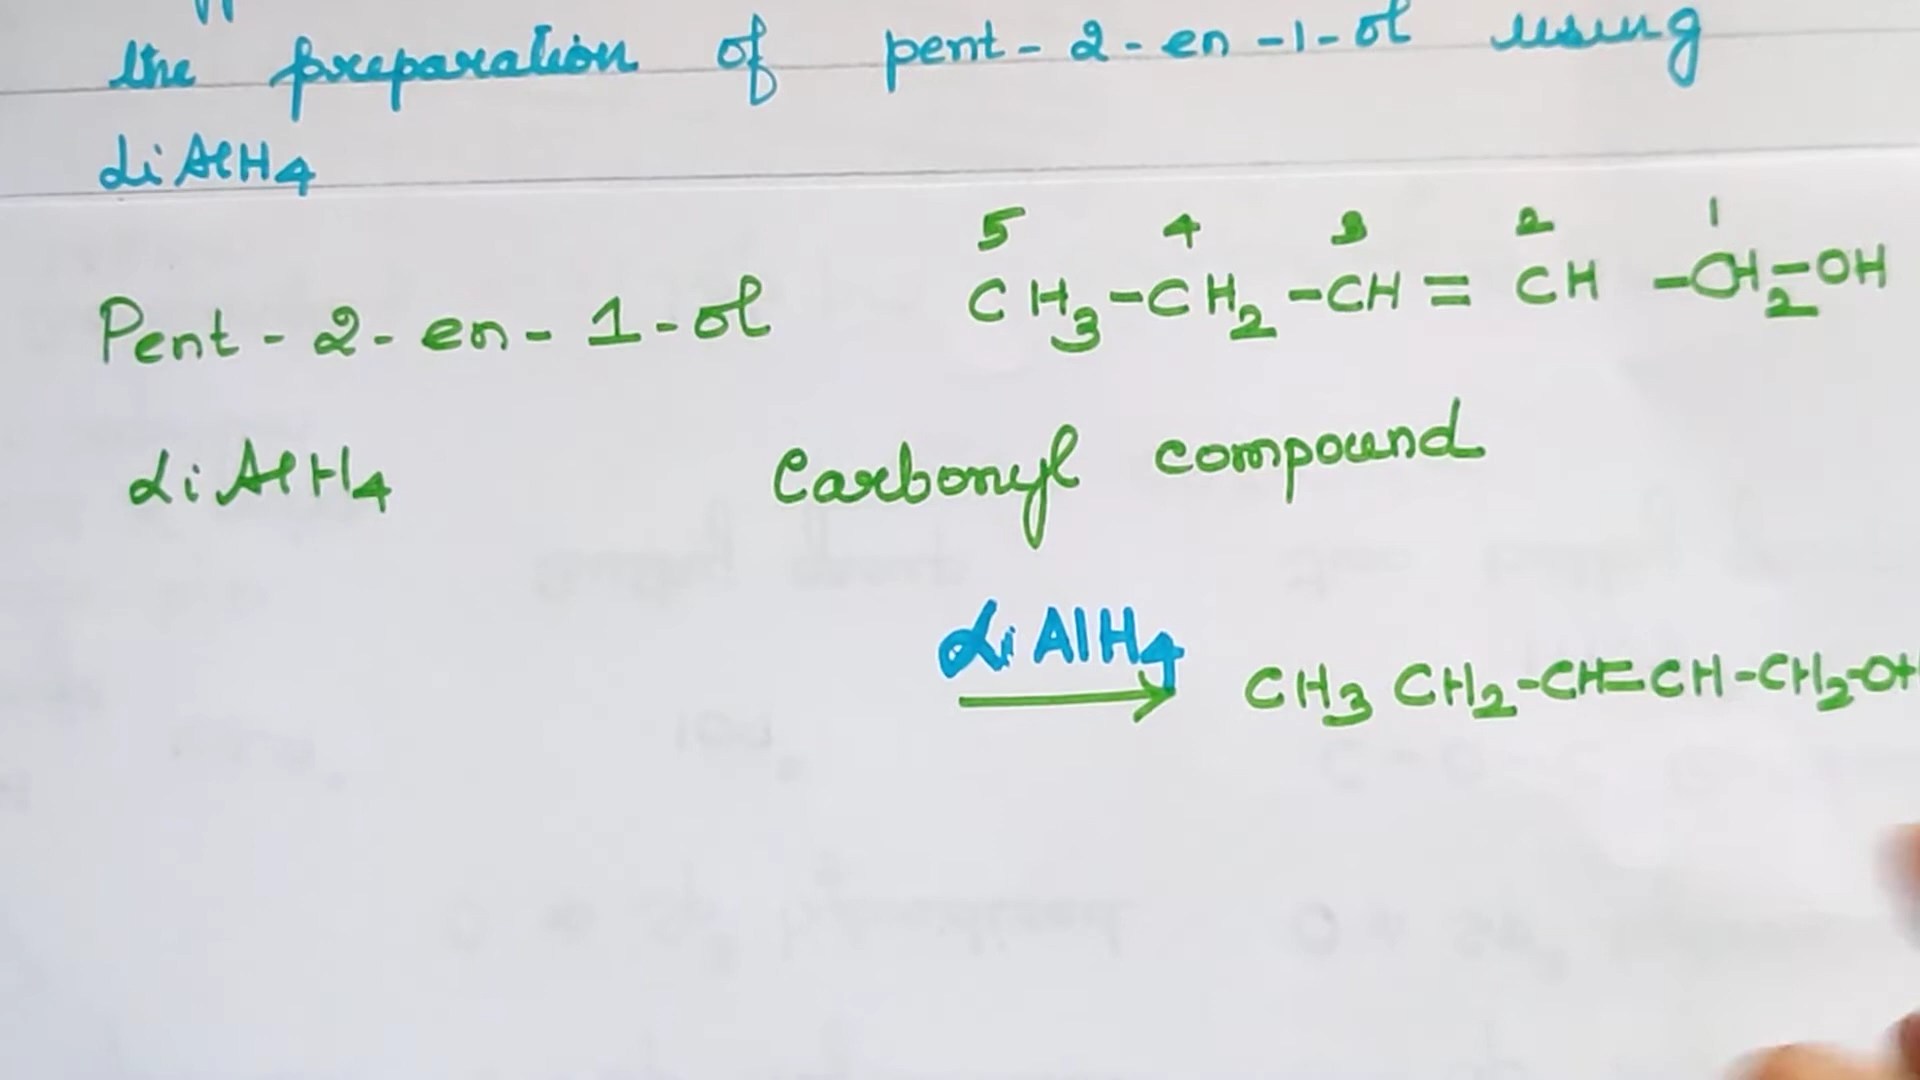 the preparation of pent-2-en-1-ol using
LiAlH4
5 4 3 2 1
Pent-2-en-1-ol CH3-CH2-CH=CH-CH2-OH
LiAlH4 Carbonyl compound
LiAlH4
CH3 CH2-CH=CH-CH2-OH